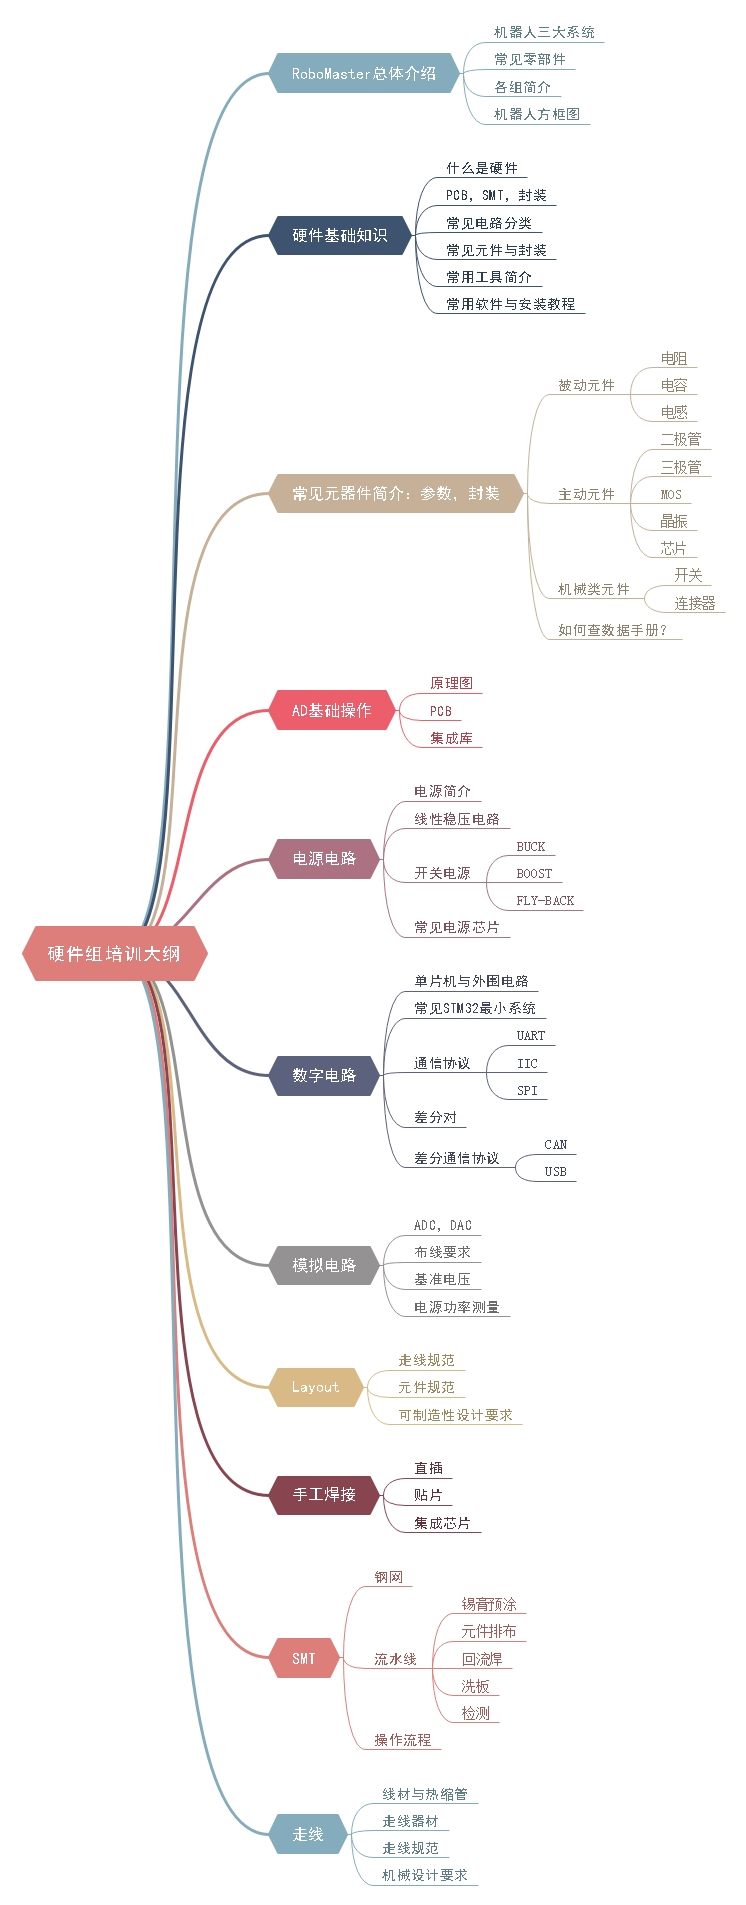 硬件组培训大纲
RoboMaster总体介绍
机器人三大系统
常见零部件
各组简介
机器人方框图
硬件基础知识
什么是硬件
PCB，SMT，封装
常见电路分类
常见元件与封装
常用工具简介
常用软件与安装教程
常见元器件简介：参数，封装
被动元件
电阻
电容
电感
主动元件
二极管
三极管
MOS
晶振
芯片
机械类元件
开关
连接器
如何查数据手册？
AD基础操作
原理图
PCB
集成库
电源电路
电源简介
线性稳压电路
开关电源
BUCK
BOOST
FLY-BACK
常见电源芯片
数字电路
单片机与外围电路
常见STM32最小系统
通信协议
UART
IIC
SPI
差分对
差分通信协议
CAN
USB
模拟电路
ADC，DAC
布线要求
基准电压
电源功率测量
Layout
走线规范
元件规范
可制造性设计要求
手工焊接
直插
贴片
集成芯片
SMT
钢网
流水线
锡膏预涂
元件排布
回流焊
洗板
检测
操作流程
走线
线材与热缩管
走线器材
走线规范
机械设计要求